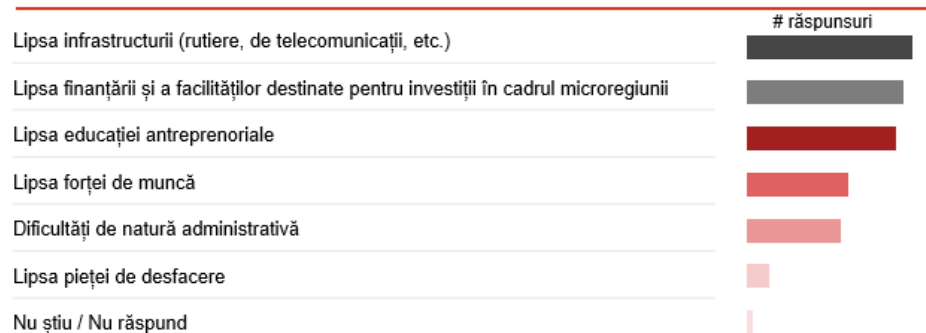 # răspunsuri
Lipsa infrastructurii (rutiere, de telecomunicații, etc.)
Lipsa finanțării și a facilităților destinate pentru investiții în cadrul microregiunii
Lipsa educației antreprenoriale
Lipsa forței de muncă
Dificultăți de natură administrativă
Lipsa pieței de desfacere
Nu știu / Nu răspund